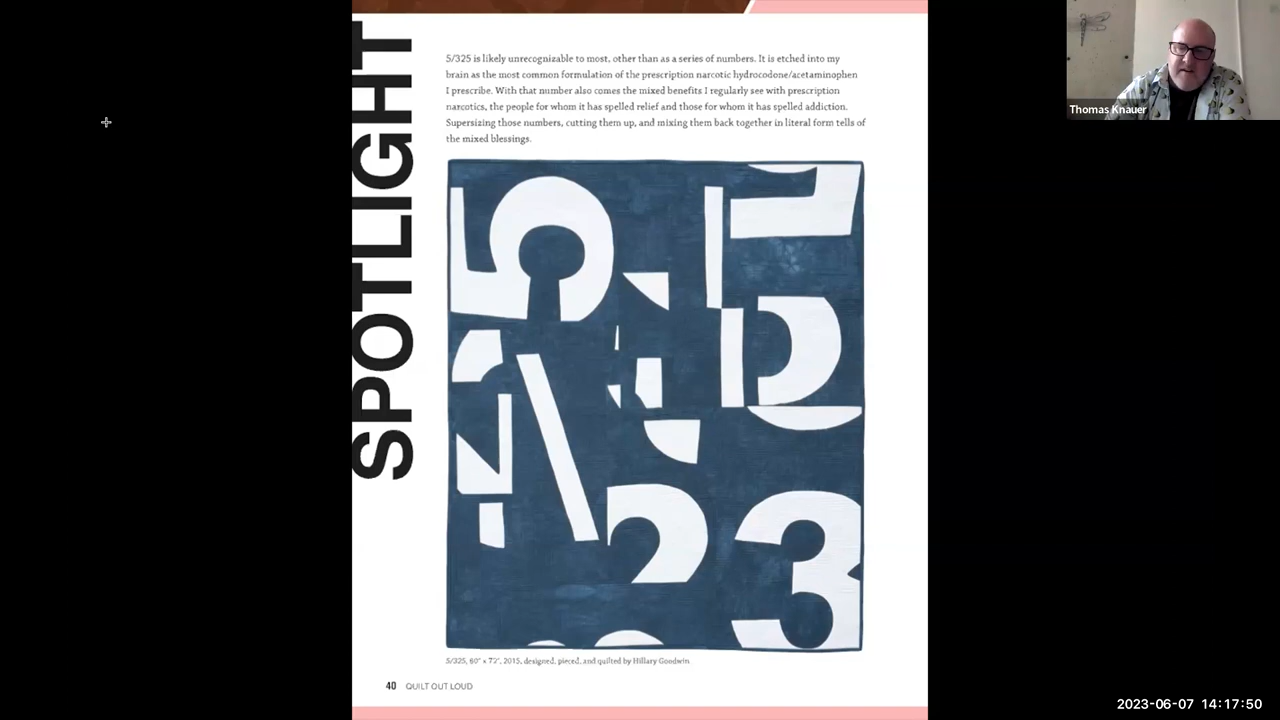 SPOTLIGHT
5/325 is likely unrecognizable to most, other than as a series of numbers. It is etched into my
brain as the most common formulation of the prescription narcotic hydrocodone/acetaminophen
I prescribe. With that number also comes the mixed benefits I regularly see with prescription
narcotics, the people for whom it has spelled relief and those for whom it has spelled addiction.
Supersizing those numbers, cutting them up, and mixing them back together in literal form tells of
the mixed blessings.
5
2
3
5/325, 60" x 72", 2015, designed, pieced, and quilted by Hillary Goodwin
40 QUILT OUT LOUD
Thomas Knauer
2023-06-07 14:17:50